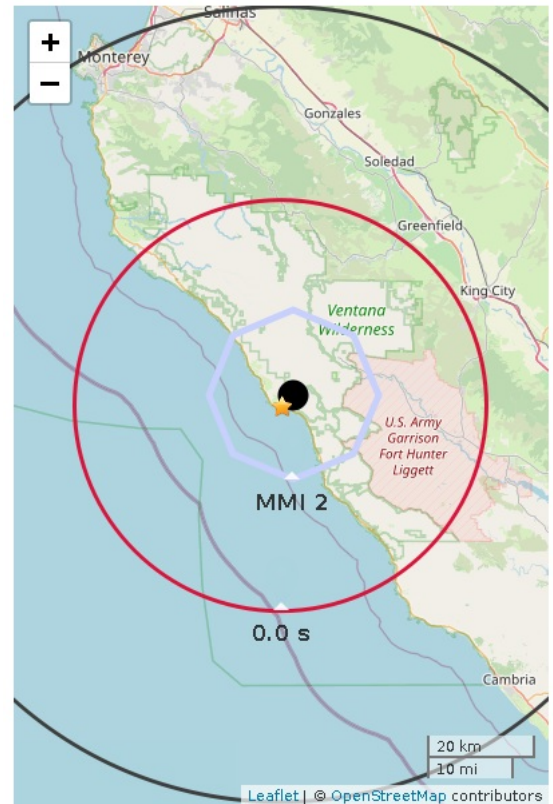 Salinas
+
Monterey
−
Gonzales
Soledad
Greenfield
King City
Ventana
Wilderness
U.S. Army
Garrison
Fort Hunter
Liggett
MMI 2
0.0 s
Cambria
20 km
10 mi
Leaflet | © OpenStreetMap contributors